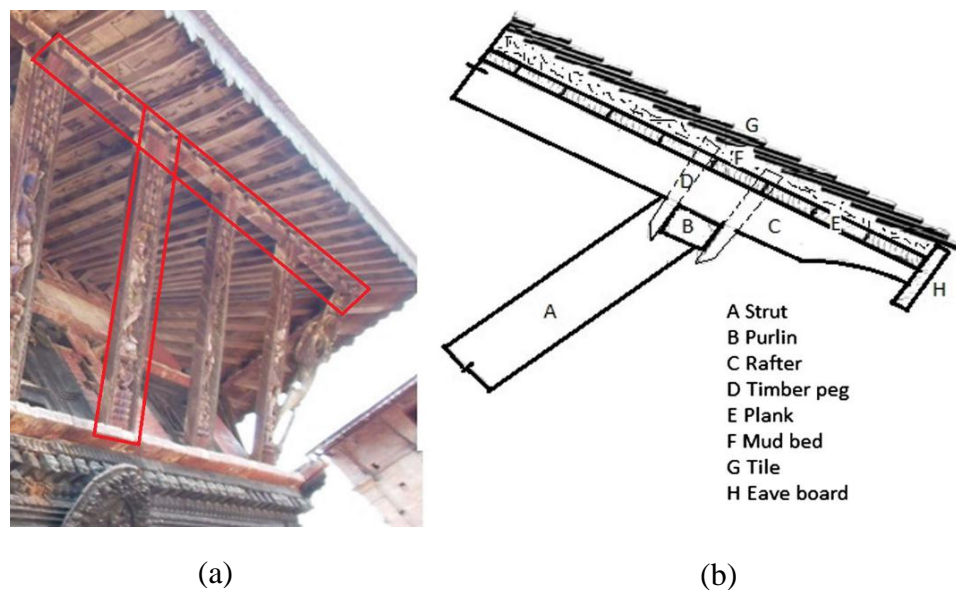 G
F
D
B
C
E
H
A
A Strut
B Purlin
C Rafter
D Timber peg
E Plank
F Mud bed
G Tile
H Eave board
(a)
(b)